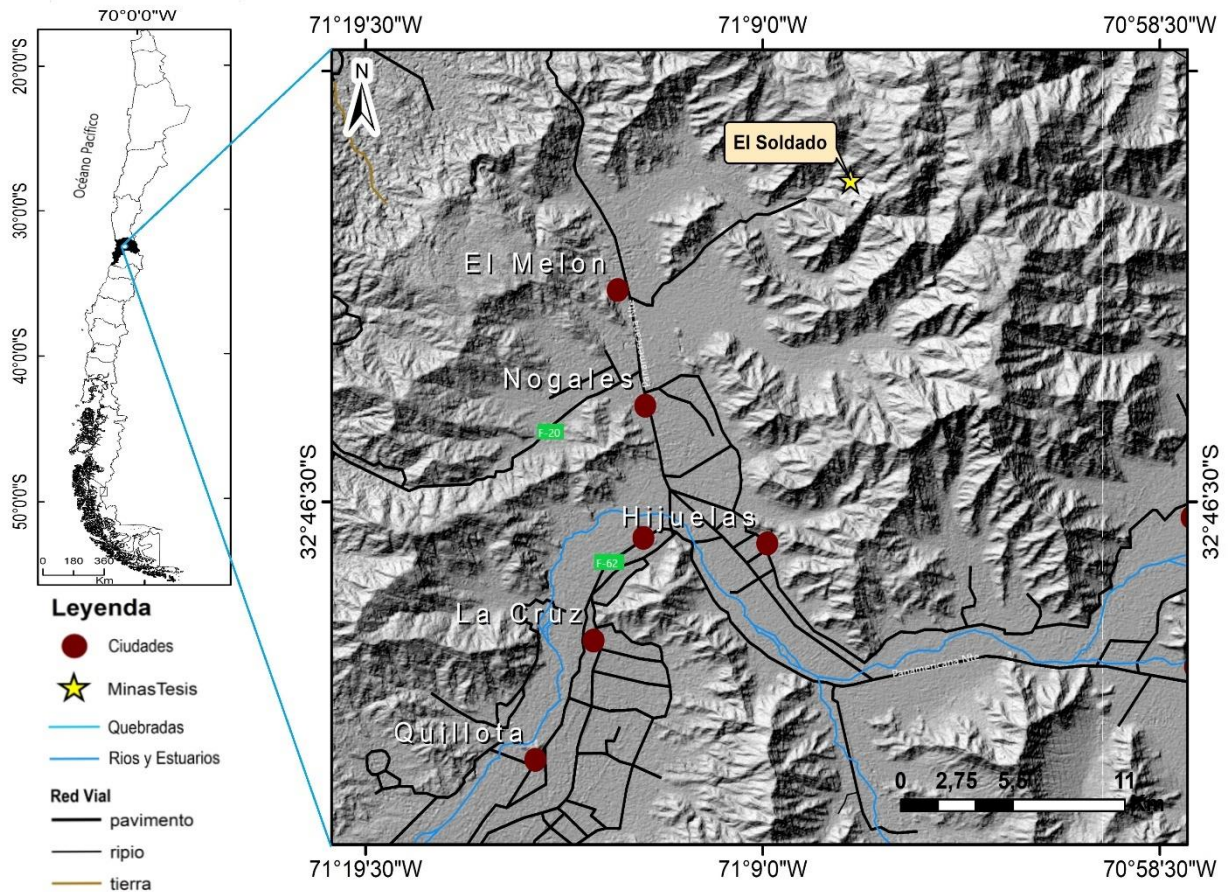 70°0'0"W
20°0'0"S
30°0'0"S
40°0'0"S
50°0'0"S
Océano Pacífico
0 180 360
Km
Leyenda
Ciudades
MinasTesis
Quebradas
Rios y Estuarios
Red Vial
pavimento
ripio
tierra
71°19'30"W
71°9'0"W
70°58'30"W
N
El Soldado
El Melon
Nogales
F-20
32°46'30"S
32°46'30"S
Hijuelas
F-62
La Cruz
Panamericana Nte
Quillota
0 2,75 5,5 11
Km
71°19'30"W
71°9'0"W
70°58'30"W